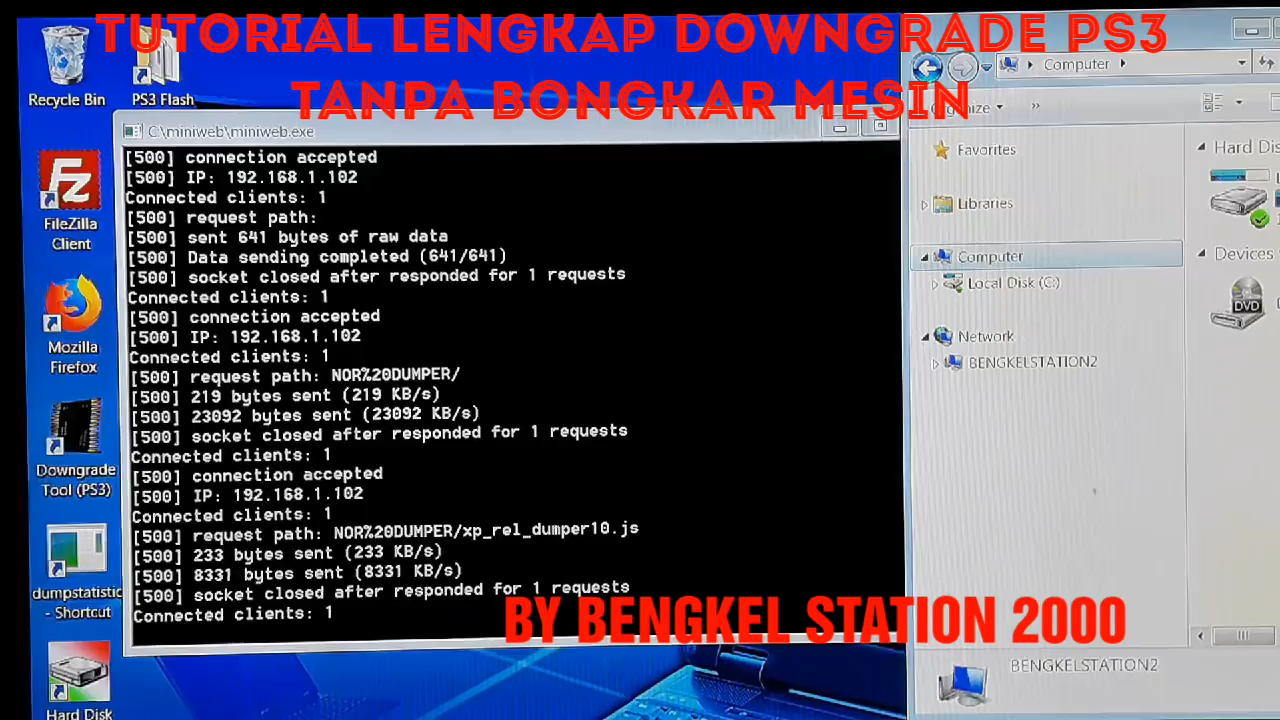 TUTORIAL LENGKAP DOWNGRADE PS3
TANPA BONGKAR MESIN
Recycle Bin
PS3 Flash
FileZilla
Client
Mozilla
Firefox
Downgrade
Tool (PS3)
dumpstatistic
- Shortcut
Hard Disk
C:\miniweb\miniweb.exe
[500] connection accepted
[500] IP: 192.168.1.102
Connected clients: 1
[500] request path:
[500] sent 641 bytes of raw data
[500] Data sending completed (641/641)
[500] socket closed after responded for 1 requests
Connected clients: 1
[500] connection accepted
[500] IP: 192.168.1.102
Connected clients: 1
[500] request path: NOR%20DUMPER/
[500] 219 bytes sent (219 KB/s)
[500] 23092 bytes sent (23092 KB/s)
[500] socket closed after responded for 1 requests
Connected clients: 1
[500] connection accepted
[500] IP: 192.168.1.102
Connected clients: 1
[500] request path: NOR%20DUMPER/xp_rel_dumper10.js
[500] 233 bytes sent (233 KB/s)
[500] 8331 bytes sent (8331 KB/s)
[500] socket closed after responded for 1 requests
Connected clients: 1
Computer
Favorites
Libraries
Computer
Local Disk (C:)
Network
BENGKELSTATION2
Hard Dis
Devices
DVD
BENGKELSTATION2
BY BENGKEL STATION 2000